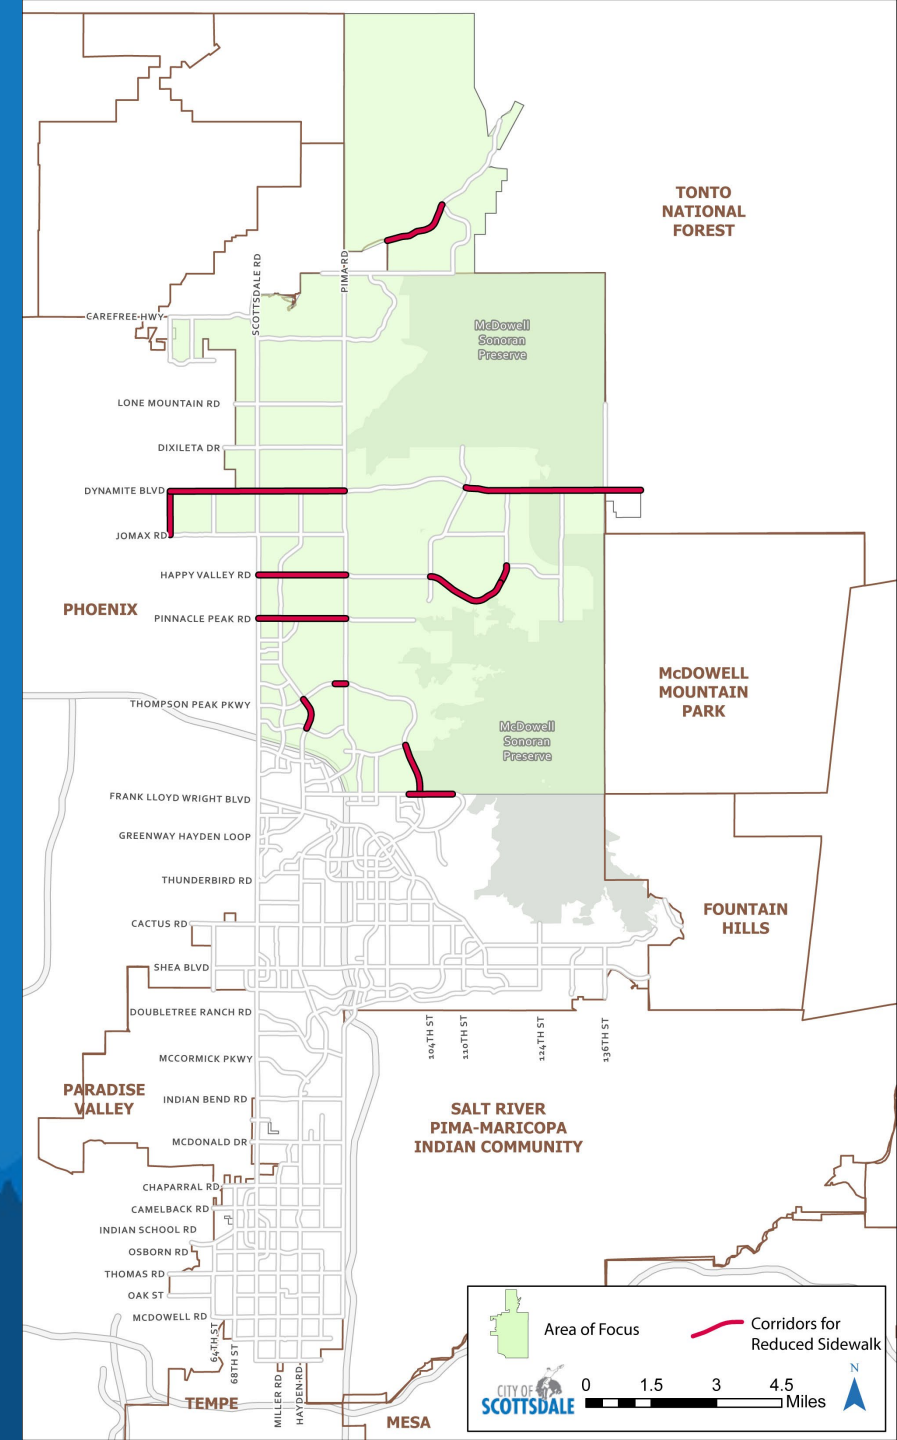 TONTO
NATIONAL
FOREST
SCOTTSDALE RD
PIMA RD
CAREFREE HWY
McDowell
Sonoran
Preserve
LONE MOUNTAIN RD
DIXILETA DR
DYNAMITE BLVD
JOMAX RD
HAPPY VALLEY RD
PHOENIX
PINNACLE PEAK RD
McDOWELL
MOUNTAIN
PARK
THOMPSON PEAK PKWY
McDowell
Sonoran
Preserve
FRANK LLOYD WRIGHT BLVD
GREENWAY HAYDEN LOOP
THUNDERBIRD RD
FOUNTAIN
HILLS
CACTUS RD
SHEA BLVD
DOUBLETREE RANCH RD
104TH ST
110TH ST
124TH ST
136TH ST
MCCORMICK PKWY
PARADISE
VALLEY
INDIAN BEND RD
SALT RIVER
PIMA-MARICOPA
INDIAN COMMUNITY
MCDONALD DR
CHAPARRAL RD
CAMELBACK RD
INDIAN SCHOOL RD
OSBORN RD
THOMAS RD
OAK ST
MCDOWELL RD
64TH ST
68TH ST
MILLER RD
HAYDEN RD
TEMPE
MESA
Area of Focus
Corridors for
Reduced Sidewalk
CITY OF
SCOTTSDALE
0 1.5 3 4.5
Miles
N